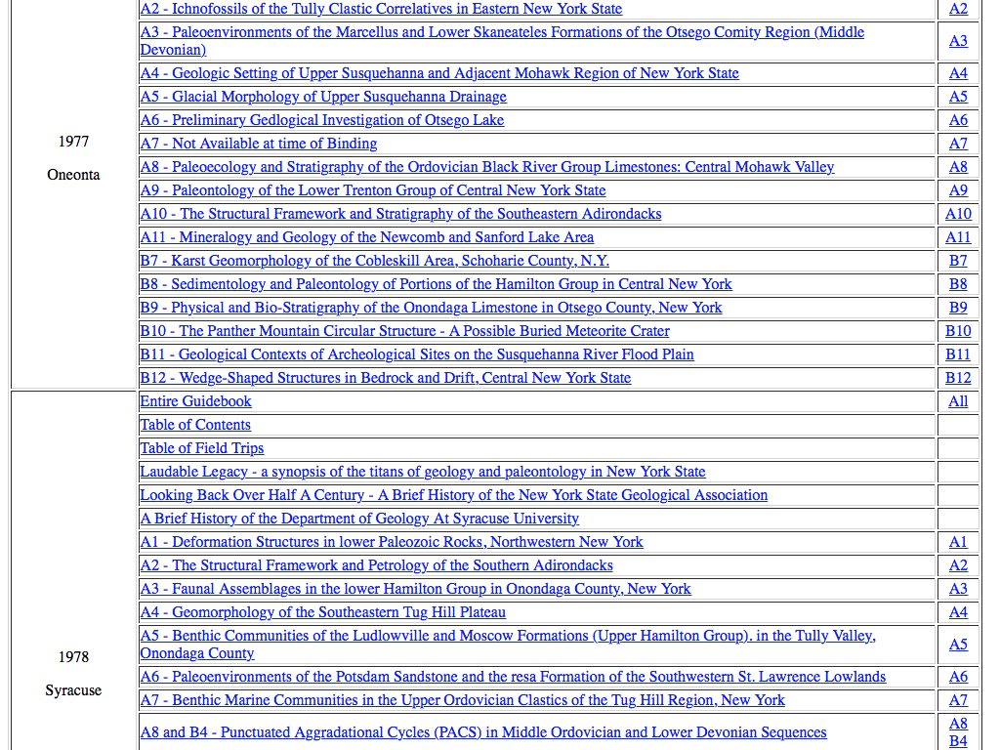 A2 - Ichnofossils of the Tully Clastic Correlatives in Eastern New York State A2
A3 - Paleoenvironments of the Marcellus and Lower Skaneateles Formations of the Otsego Comity Region (Middle
Devonian) A3
A4 - Geologic Setting of Upper Susquehanna and Adjacent Mohawk Region of New York State A4
A5 - Glacial Morphology of Upper Susquehanna Drainage A5
A6 - Preliminary Gedlogical Investigation of Otsego Lake A6
1977
Oneonta
A7 - Not Available at time of Binding A7
A8 - Paleoecology and Stratigraphy of the Ordovician Black River Group Limestones: Central Mohawk Valley A8
A9 - Paleontology of the Lower Trenton Group of Central New York State A9
A10 - The Structural Framework and Stratigraphy of the Southeastern Adirondacks A10
A11 - Mineralogy and Geology of the Newcomb and Sanford Lake Area A11
B7 - Karst Geomorphology of the Cobleskill Area, Schoharie County, N.Y. B7
B8 - Sedimentology and Paleontology of Portions of the Hamilton Group in Central New York B8
B9 - Physical and Bio-Stratigraphy of the Onondaga Limestone in Otsego County, New York B9
B10 - The Panther Mountain Circular Structure - A Possible Buried Meteorite Crater B10
B11 - Geological Contexts of Archeological Sites on the Susquehanna River Flood Plain B11
B12 - Wedge-Shaped Structures in Bedrock and Drift, Central New York State B12
Entire Guidebook All
Table of Contents
Table of Field Trips
Laudable Legacy - a synopsis of the titans of geology and paleontology in New York State
Looking Back Over Half A Century - A Brief History of the New York State Geological Association
A Brief History of the Department of Geology At Syracuse University
A1 - Deformation Structures in lower Paleozoic Rocks, Northwestern New York A1
A2 - The Structural Framework and Petrology of the Southern Adirondacks A2
A3 - Faunal Assemblages in the lower Hamilton Group in Onondaga County, New York A3
A4 - Geomorphology of the Southeastern Tug Hill Plateau A4
A5 - Benthic Communities of the Ludlowville and Moscow Formations (Upper Hamilton Group). in the Tully Valley,
Onondaga County A5
1978
Syracuse
A6 - Paleoenvironments of the Potsdam Sandstone and the resa Formation of the Southwestern St. Lawrence Lowlands A6
A7 - Benthic Marine Communities in the Upper Ordovician Clastics of the Tug Hill Region, New York A7
A8 and B4 - Punctuated Aggradational Cycles (PACS) in Middle Ordovician and Lower Devonian Sequences A8
B4